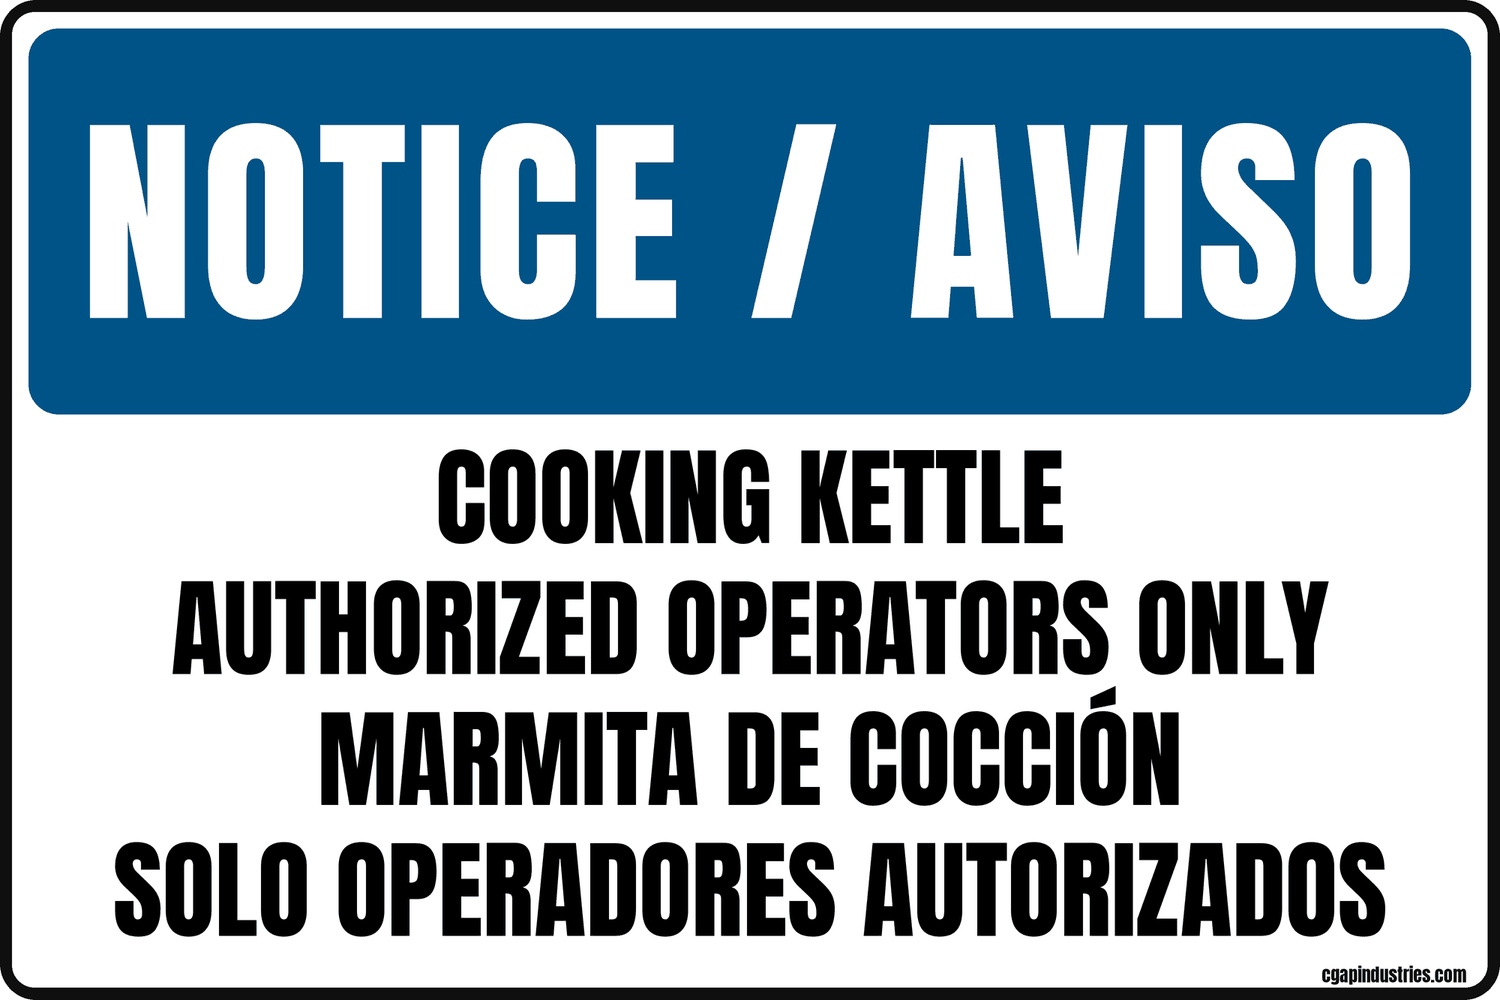 NOTICE / AVISO
COOKING KETTLE
AUTHORIZED OPERATORS ONLY
MARMITA DE COCCIÓN
SOLO OPERADORES AUTORIZADOS
cgapindustries.com